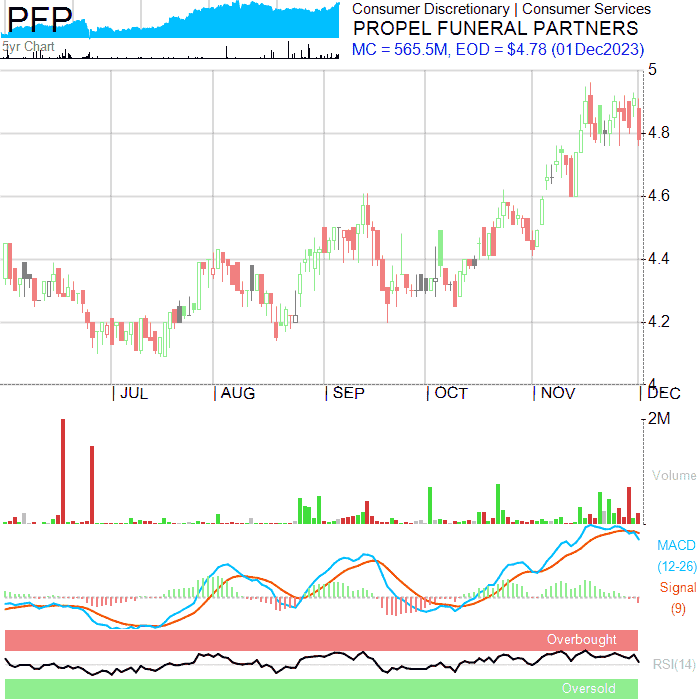 PFP
5yr Chart
Consumer Discretionary | Consumer Services
PROPEL FUNERAL PARTNERS
MC = 565.5M, EOD = $4.78 (01Dec2023)
5
4.8
4.6
4.4
4.2
4
JUL
AUG
SEP
OCT
NOV
DEC
2M
Volume
MACD
(12-26)
Signal
(9)
Overbought
RSI(14)
Oversold